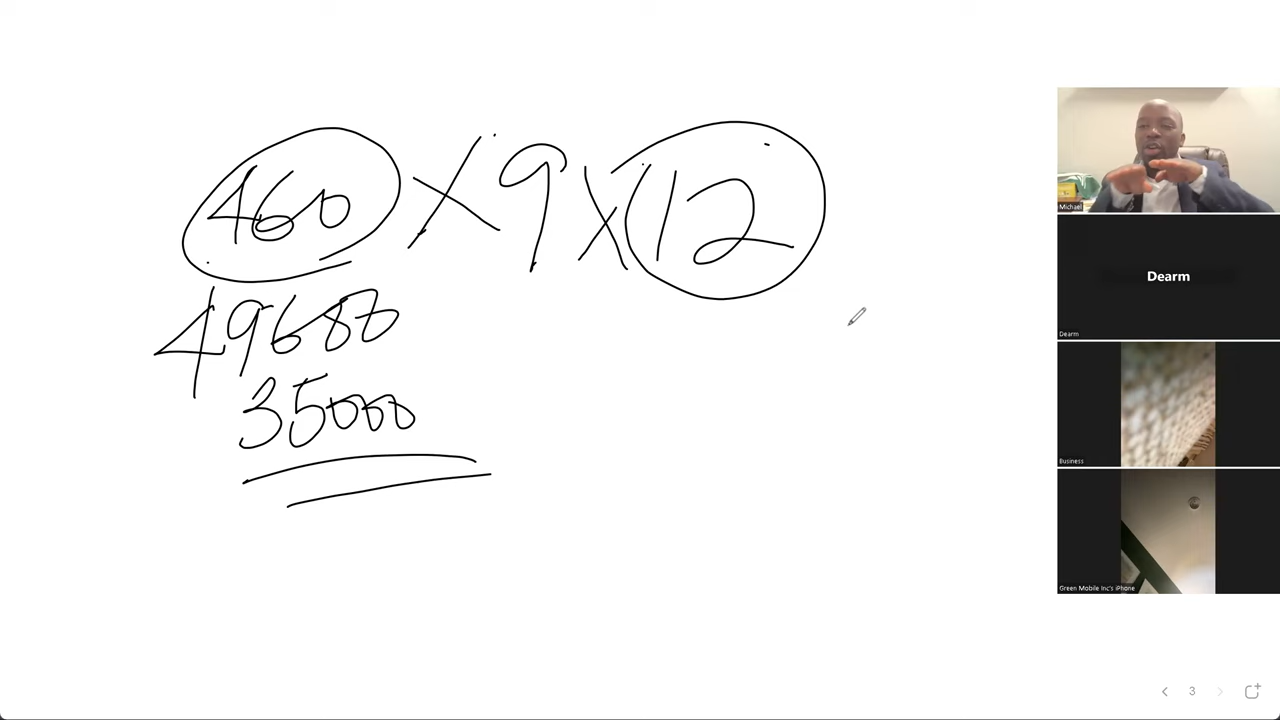 460 X 9 X 12
49680
35000
Michael
Dearm
Dearm
Business
Green Mobile Inc's iPhone
3